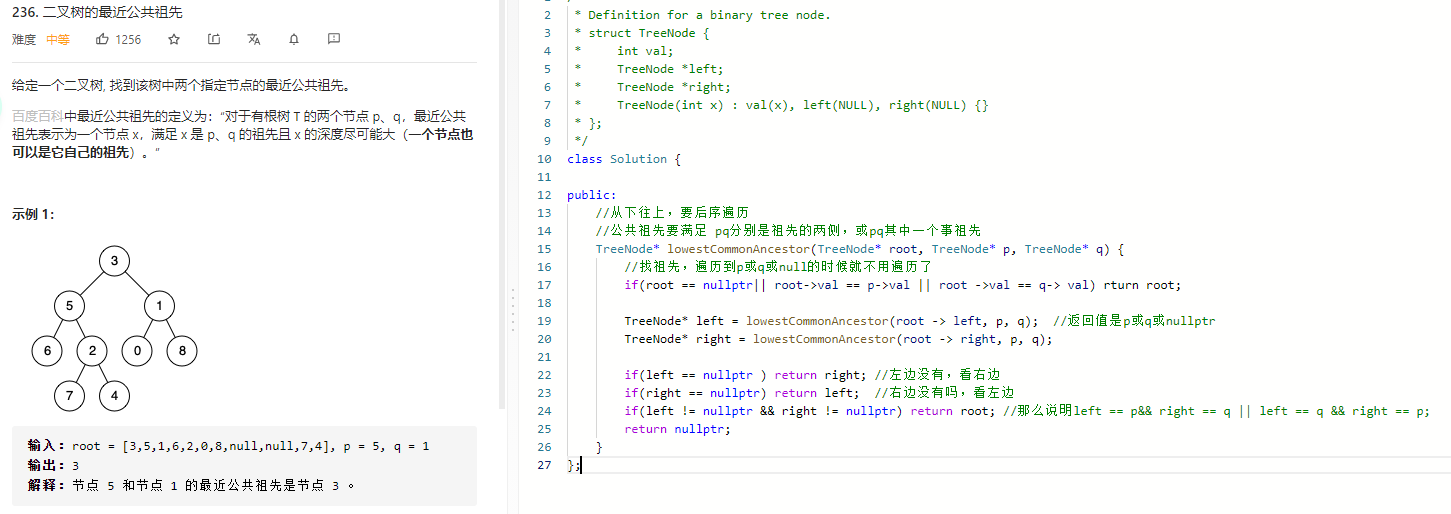 236. 二叉树的最近公共祖先
难度 中等 1256
给定一个二叉树, 找到该树中两个指定节点的最近公共祖先。
百度百科中最近公共祖先的定义为：“对于有根树 T 的两个节点 p、q，最近公共
祖先表示为一个节点 x，满足 x 是 p、q 的祖先且 x 的深度尽可能大（一个节点也
可以是它自己的祖先）。”
示例 1：
3
5 1
6 2 0 8
7 4
输入：root = [3,5,1,6,2,0,8,null,null,7,4], p = 5, q = 1
输出：3
解释：节点 5 和节点 1 的最近公共祖先是节点 3 。
2 * Definition for a binary tree node.
3 * struct TreeNode {
4 *     int val;
5 *     TreeNode *left;
6 *     TreeNode *right;
7 *     TreeNode(int x) : val(x), left(NULL), right(NULL) {}
8 * };
9 */
10 class Solution {
11
12 public:
13     //从下往上，要后序遍历
14     //公共祖先要满足 pq分别是祖先的两侧，或pq其中一个事祖先
15     TreeNode* lowestCommonAncestor(TreeNode* root, TreeNode* p, TreeNode* q) {
16         //找祖先，遍历到p或q或null的时候就不用遍历了
17         if(root == nullptr|| root->val == p->val || root ->val == q-> val) rturn root;
18
19         TreeNode* left = lowestCommonAncestor(root -> left, p, q);  //返回值是p或q或nullptr
20         TreeNode* right = lowestCommonAncestor(root -> right, p, q);
21
22         if(left == nullptr ) return right; //左边没有，看右边
23         if(right == nullptr) return left;  //右边没有吗，看左边
24         if(left != nullptr && right != nullptr) return root; //那么说明left == p&& right == q || left == q && right == p;
25         return nullptr;
26     }
27 };